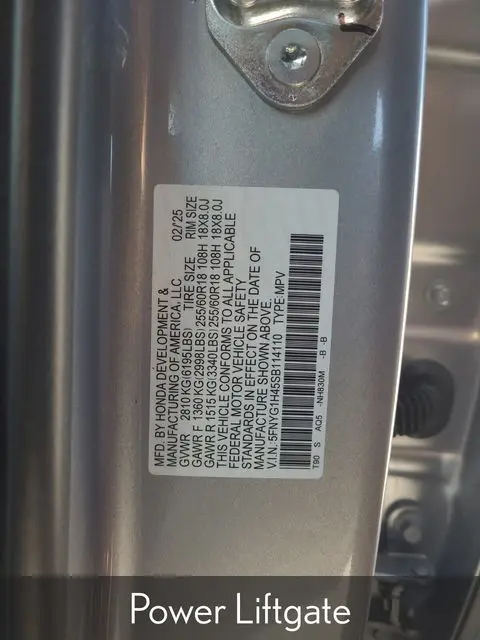 MFD. BY HONDA DEVELOPMENT &
MANUFACTURING OF AMERICA, LLC 02/'25
GVWR 2810 KG(6195LBS) TIRE SIZE RIM SIZE
GAWR F 1360 KG(2998LBS) 255/60R18 108H 18X8.0J
GAWR R 1515 KG(3340LBS) 255/60R18 108H 18X8.0J
THIS VEHICLE CONFORMS TO ALL APPLICABLE
FEDERAL MOTOR VEHICLE SAFETY
STANDARDS IN EFFECT ON THE DATE OF
MANUFACTURE SHOWN ABOVE.
V.I.N.:5FNYG1H45SB114110 TYPE:MPV
T90 S AQ5 -NH830M -B -B
Power Liftgate